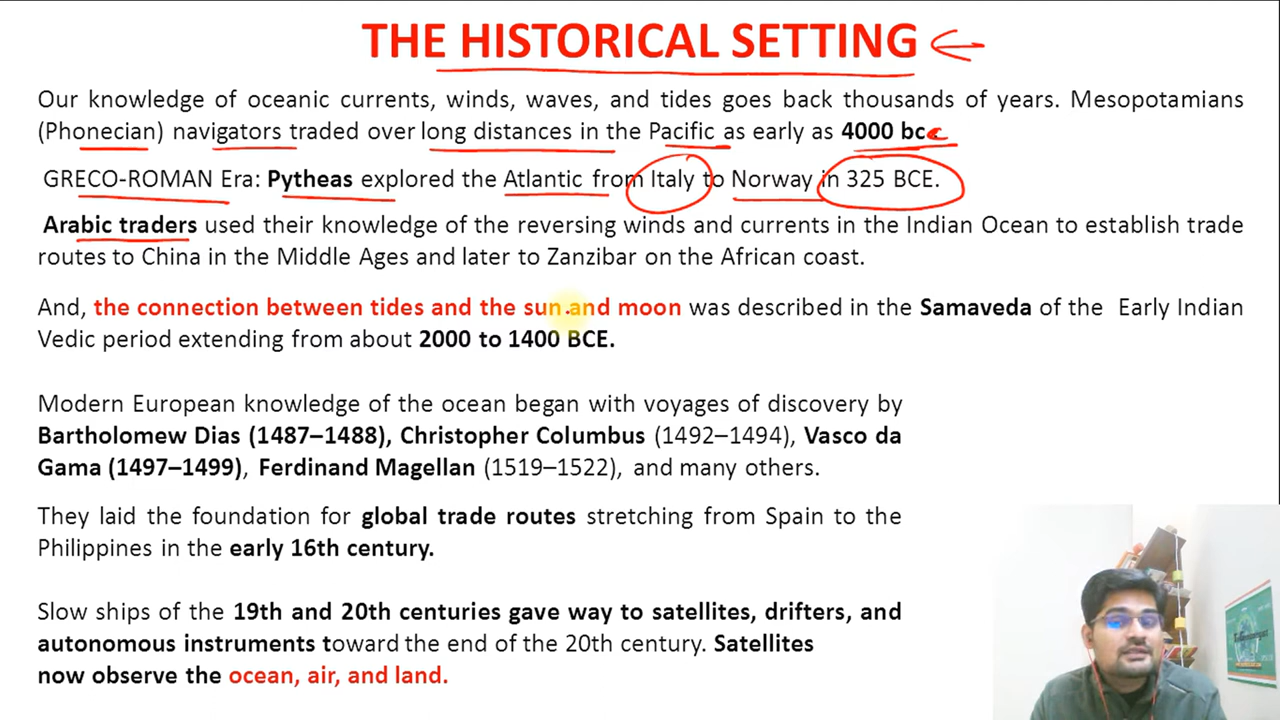 THE HISTORICAL SETTING
Our knowledge of oceanic currents, winds, waves, and tides goes back thousands of years. Mesopotamians
(Phonecian) navigators traded over long distances in the Pacific as early as 4000 bce
GRECO-ROMAN Era: Pytheas explored the Atlantic from Italy to Norway in 325 BCE.
Arabic traders used their knowledge of the reversing winds and currents in the Indian Ocean to establish trade
routes to China in the Middle Ages and later to Zanzibar on the African coast.
And, the connection between tides and the sun and moon was described in the Samaveda of the Early Indian
Vedic period extending from about 2000 to 1400 BCE.
Modern European knowledge of the ocean began with voyages of discovery by
Bartholomew Dias (1487–1488), Christopher Columbus (1492–1494), Vasco da
Gama (1497–1499), Ferdinand Magellan (1519–1522), and many others.
They laid the foundation for global trade routes stretching from Spain to the
Philippines in the early 16th century.
Slow ships of the 19th and 20th centuries gave way to satellites, drifters, and
autonomous instruments toward the end of the 20th century. Satellites
now observe the ocean, air, and land.